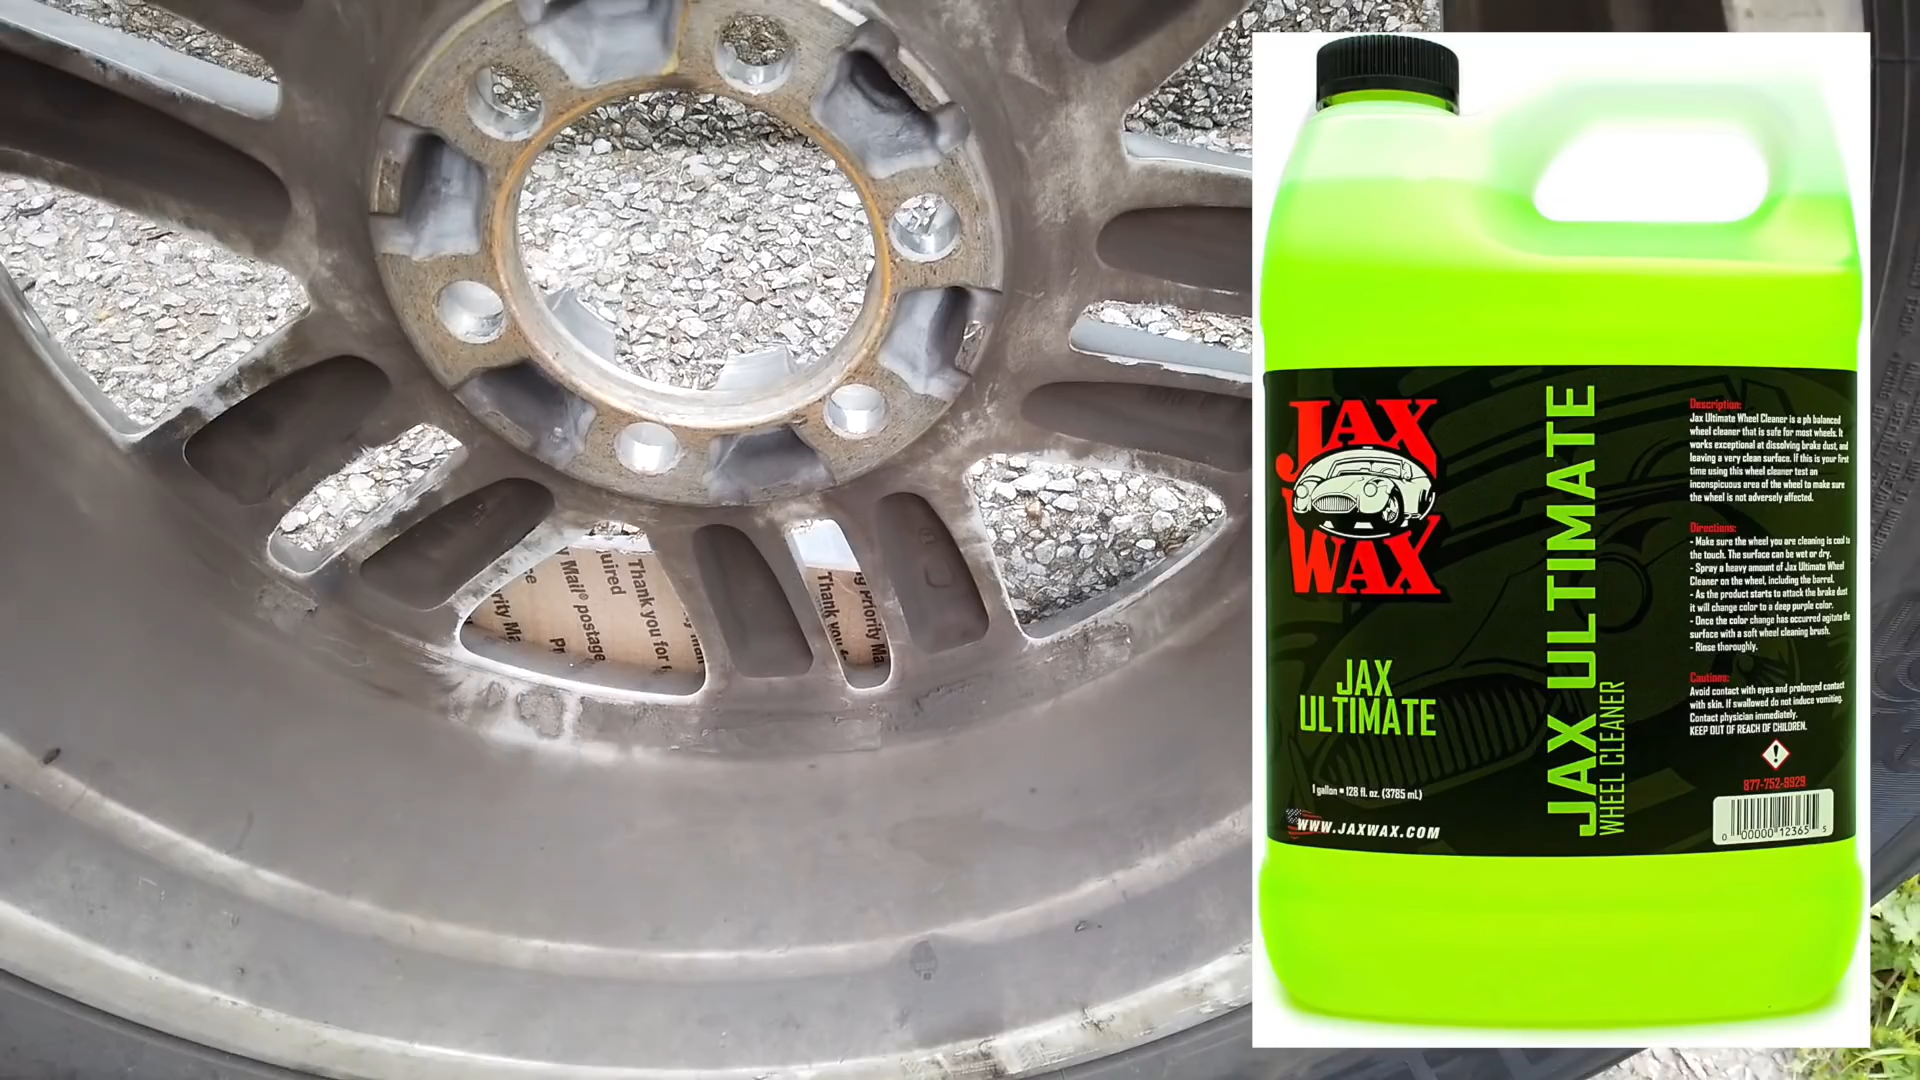 JAX
WAX
JAX
ULTIMATE
1 gallon = 128 fl. oz. (3785 mL)
WWW.JAXWAX.COM
JAX ULTIMATE
WHEEL CLEANER
Description:
Jax Ultimate Wheel Cleaner is a ph balanced
wheel cleaner that is safe for most wheels. It
works exceptional at dissolving brake dust, and
leaving a very clean surface. If this is your first
time using this wheel cleaner test an
inconspicuous area of the wheel to make sure
the wheel is not adversely affected.
Directions:
- Make sure the wheel you are cleaning is cool to
the touch. The surface can be wet or dry.
- Spray a heavy amount of Jax Ultimate Wheel
Cleaner on the wheel, including the barrel.
- As the product starts to attack the brake dust
it will change color to a deep purple color.
- Once the color change has occurred agitate the
surface with a soft wheel cleaning brush.
- Rinse thoroughly.
Cautions:
Avoid contact with eyes and prolonged contact
with skin. If swallowed do not induce vomiting.
Contact physician immediately.
KEEP OUT OF REACH OF CHILDREN.
877-752-9929
0 00000 12365 5
Thank you for
uired
y Mail® postage
Pr
ce
ority Ma
y Mail
g Priority Ma
Thank you